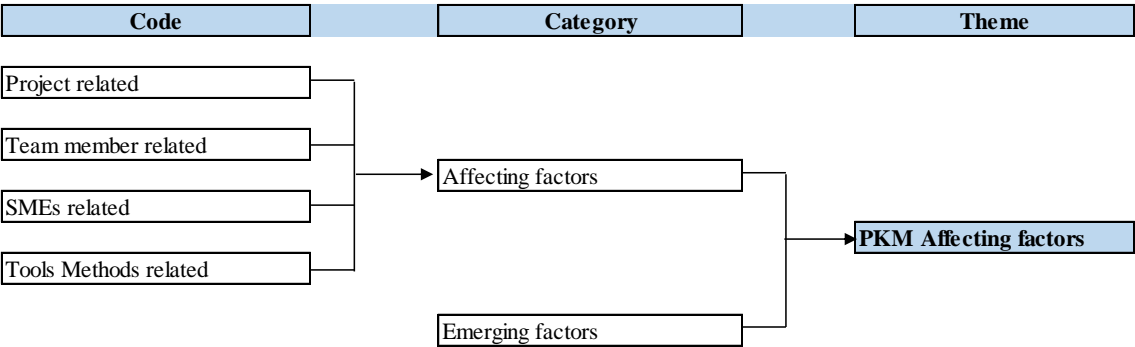 Code
Category
Theme
Project related
Team member related
SMEs related
Tools Methods related
Affecting factors
Emerging factors
PKM Affecting factors